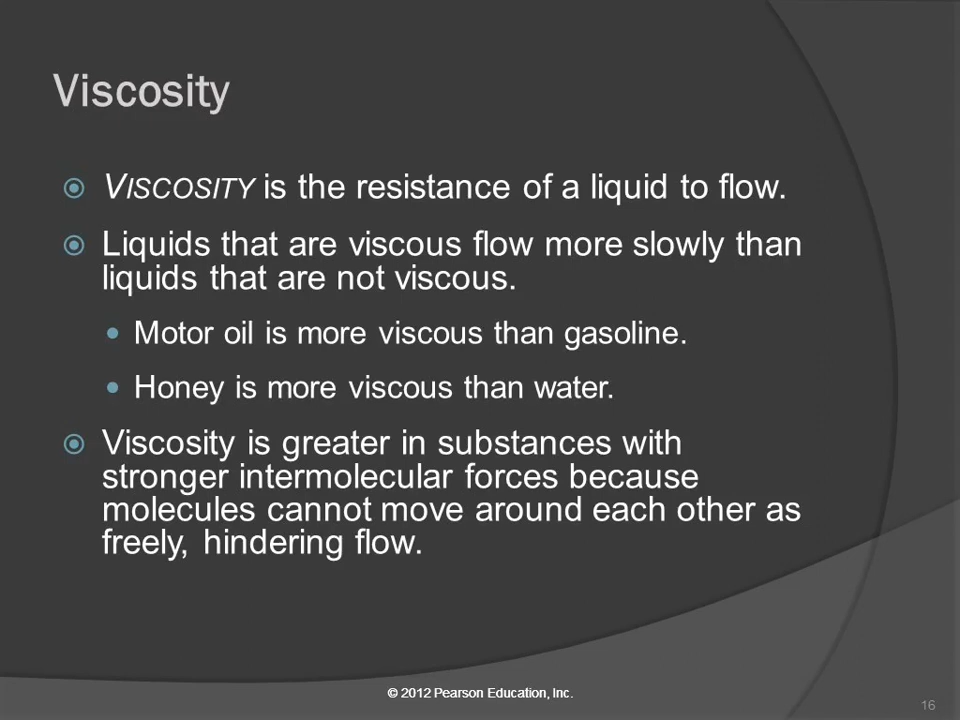 Viscosity
VISCOSITY is the resistance of a liquid to flow.
Liquids that are viscous flow more slowly than
liquids that are not viscous.
Motor oil is more viscous than gasoline.
Honey is more viscous than water.
Viscosity is greater in substances with
stronger intermolecular forces because
molecules cannot move around each other as
freely, hindering flow.
© 2012 Pearson Education, Inc.
16